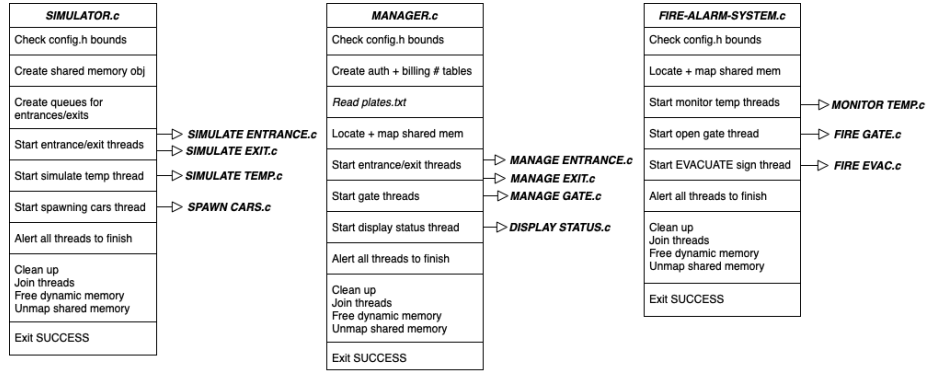 SIMULATOR.c
Check config.h bounds
Create shared memory obj
Create queues for
entrances/exits
Start entrance/exit threads
SIMULATE ENTRANCE.c
SIMULATE EXIT.c
Start simulate temp thread
SIMULATE TEMP.c
Start spawning cars thread
SPAWN CARS.c
Alert all threads to finish
Clean up
Join threads
Free dynamic memory
Unmap shared memory
Exit SUCCESS
MANAGER.c
Check config.h bounds
Create auth + billing # tables
Read plates.txt
Locate + map shared mem
Start entrance/exit threads
MANAGE ENTRANCE.c
MANAGE EXIT.c
Start gate threads
MANAGE GATE.c
Start display status thread
DISPLAY STATUS.c
Alert all threads to finish
Clean up
Join threads
Free dynamic memory
Unmap shared memory
Exit SUCCESS
FIRE-ALARM-SYSTEM.c
Check config.h bounds
Locate + map shared mem
Start monitor temp threads
MONITOR TEMP.c
Start open gate thread
FIRE GATE.c
Start EVACUATE sign thread
FIRE EVAC.c
Alert all threads to finish
Clean up
Join threads
Free dynamic memory
Unmap shared memory
Exit SUCCESS